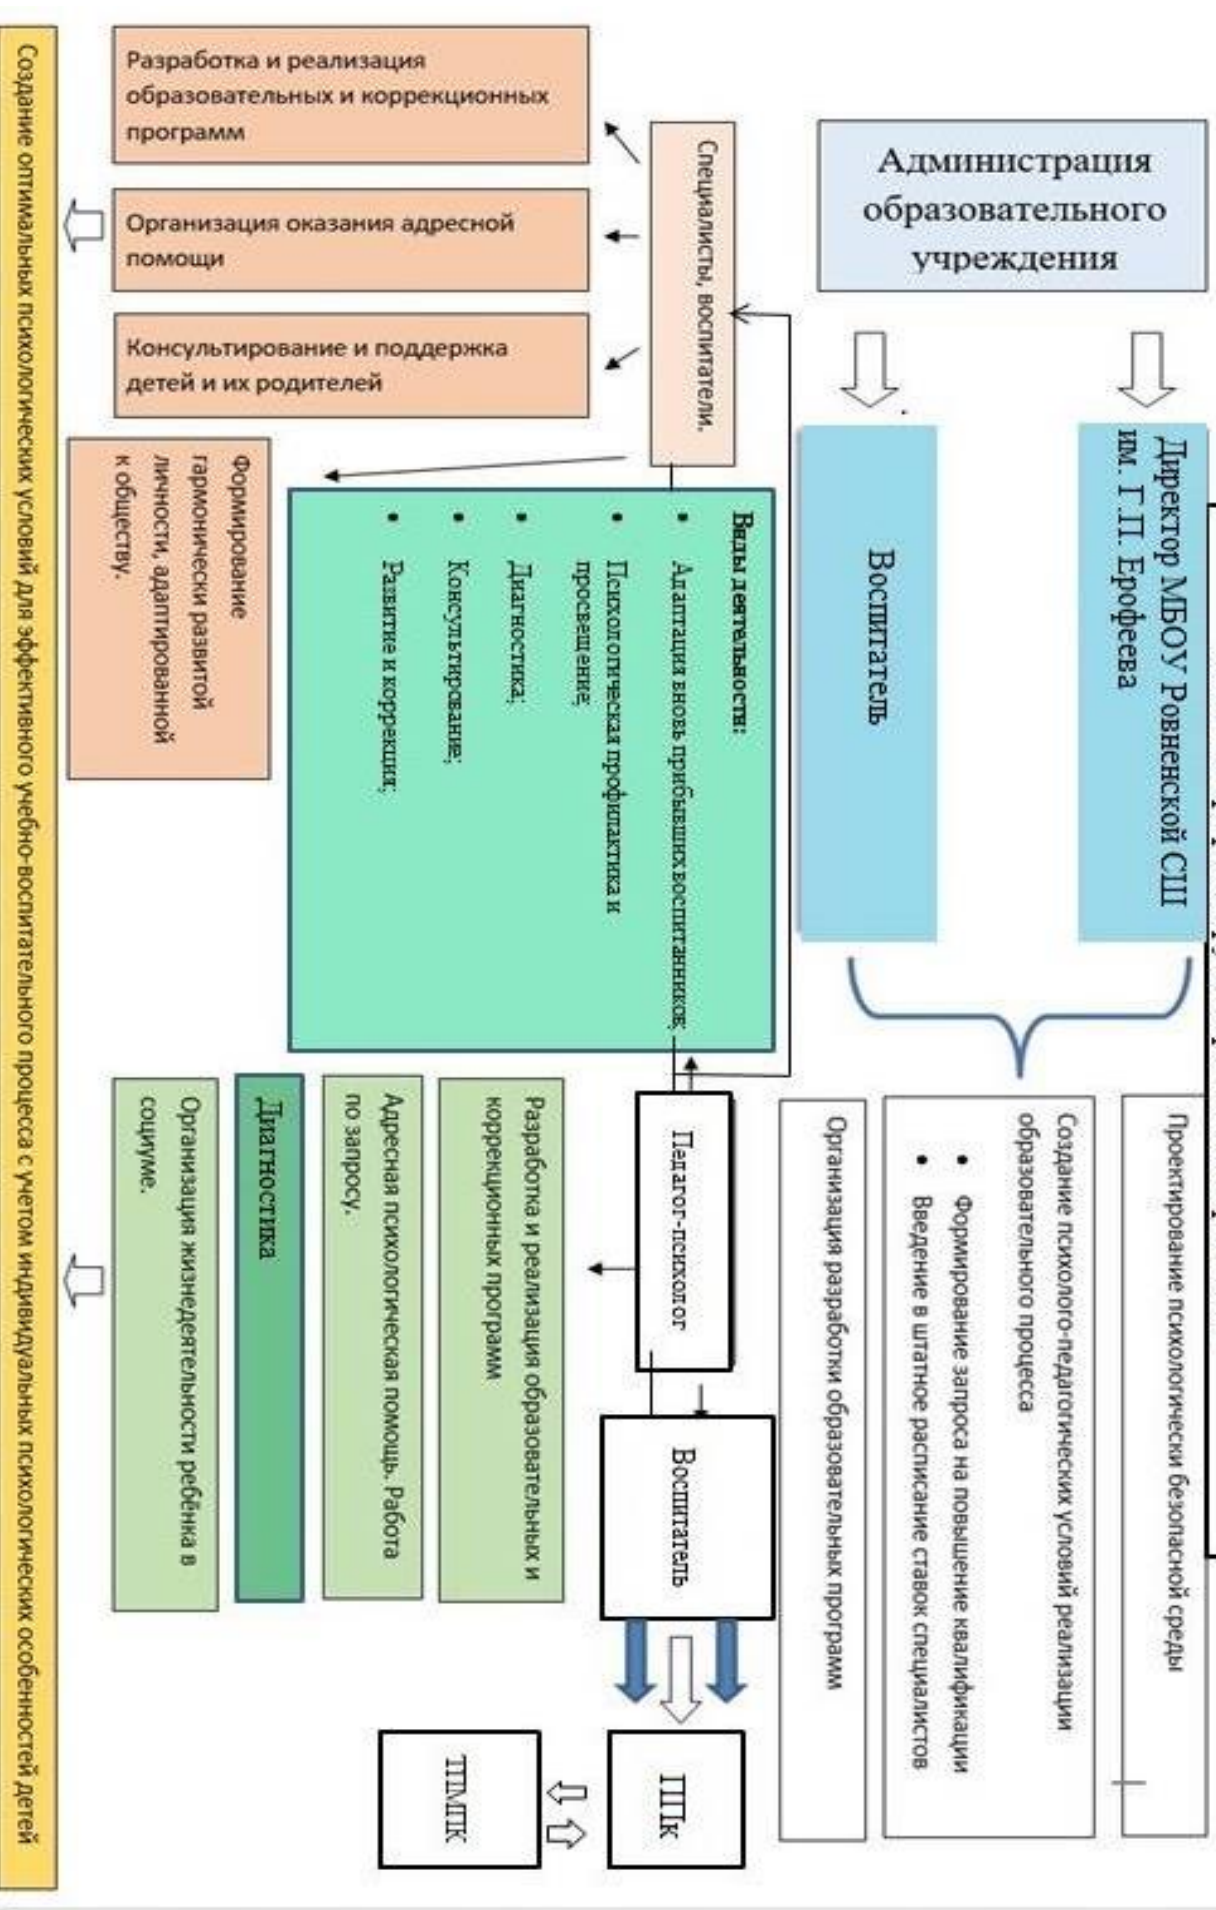 Администрация
образовательного
учреждения
Директор МБОУ Ровненской СШ
им. Г.П. Ерофеева
Воспитатель
Проектирование психологически безопасной среды
Создание психолого-педагогических условий реализации
образовательного процесса
• Формирование запроса на повышение квалификации
• Введение в штатное расписание ставок специалистов
Организация разработки образовательных программ
Специалисты, воспитатели.
Виды деятельности:
• Адаптация вновь прибывших воспитанников;
• Психологическая профилактика и
просвещение;
• Диагностика;
• Консультирование;
• Развитие и коррекция;
Педагог-психолог
Воспитатель
ППк
ТПМПК
Разработка и реализация
образовательных и коррекционных
программ
Организация оказания адресной
помощи
Консультирование и поддержка
детей и их родителей
Формирование
гармонически развитой
личности, адаптированной
к обществу.
Разработка и реализация образовательных и
коррекционных программ
Адресная психологическая помощь. Работа
по запросу.
Диагностика
Организация жизнедеятельности ребёнка в
социуме.
Создание оптимальных психологических условий для эффективного учебно-воспитательного процесса с учетом индивидуальных психологических особенностей детей